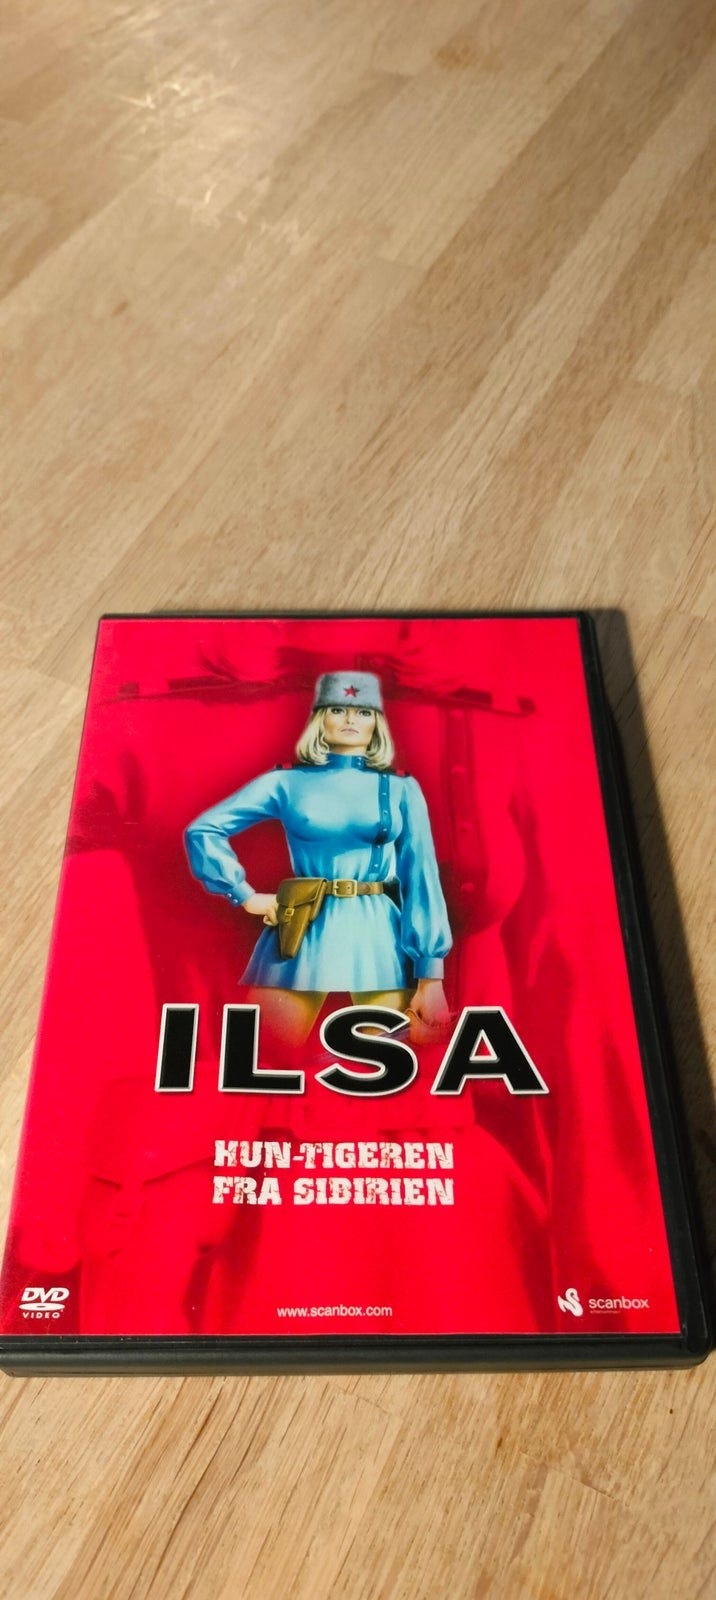 ILSA
HUN-TIGEREN
FRA SIBIRIEN
DVD
VIDEO
www.scanbox.com
scanbox